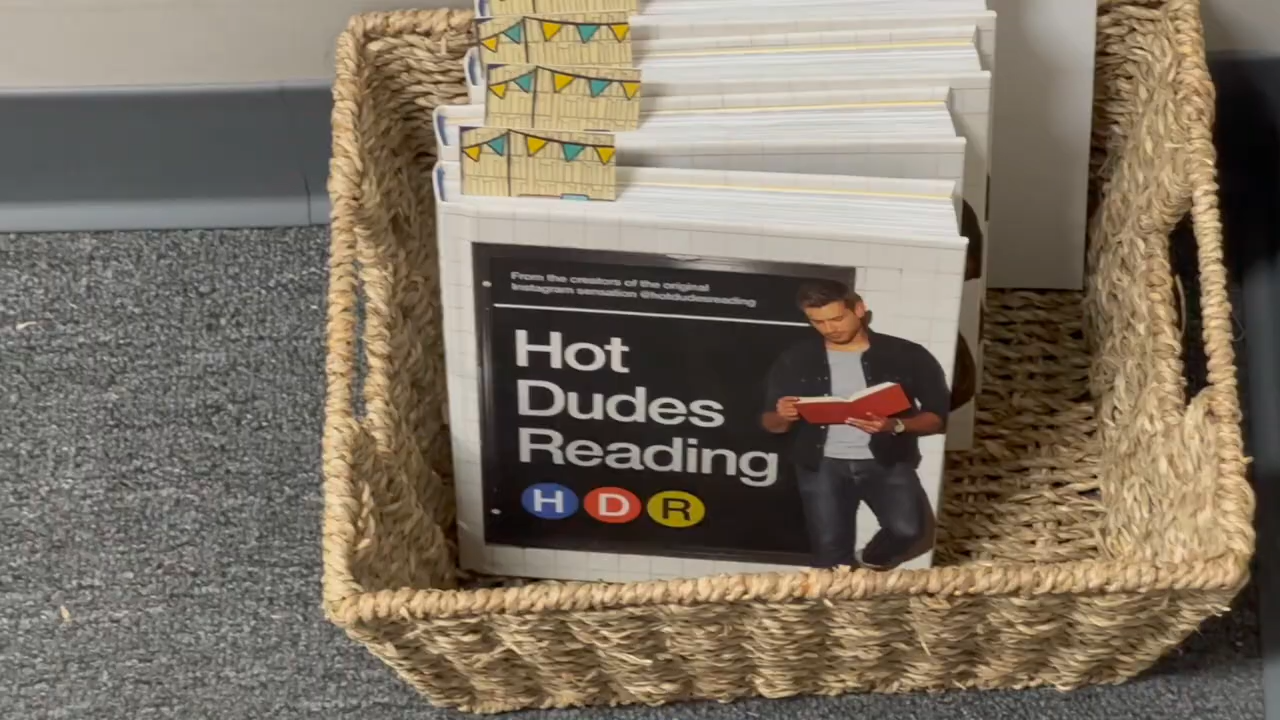 From the creators of the original
Instagram sensation @hotdudesreading
Hot
Dudes
Reading
H D R